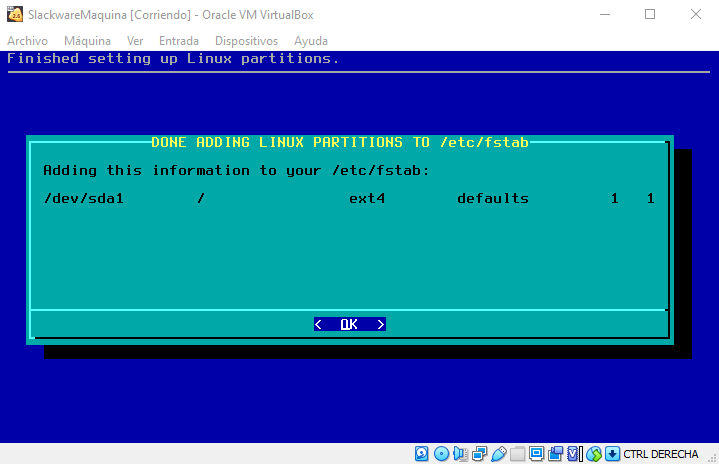 SlackwareMaquina [Corriendo] - Oracle VM VirtualBox
Archivo Máquina Ver Entrada Dispositivos Ayuda
Finished setting up Linux partitions.
DONE ADDING LINUX PARTITIONS TO /etc/fstab
Adding this information to your /etc/fstab:
/dev/sda1 / ext4 defaults 1 1
< OK >
CTRL DERECHA